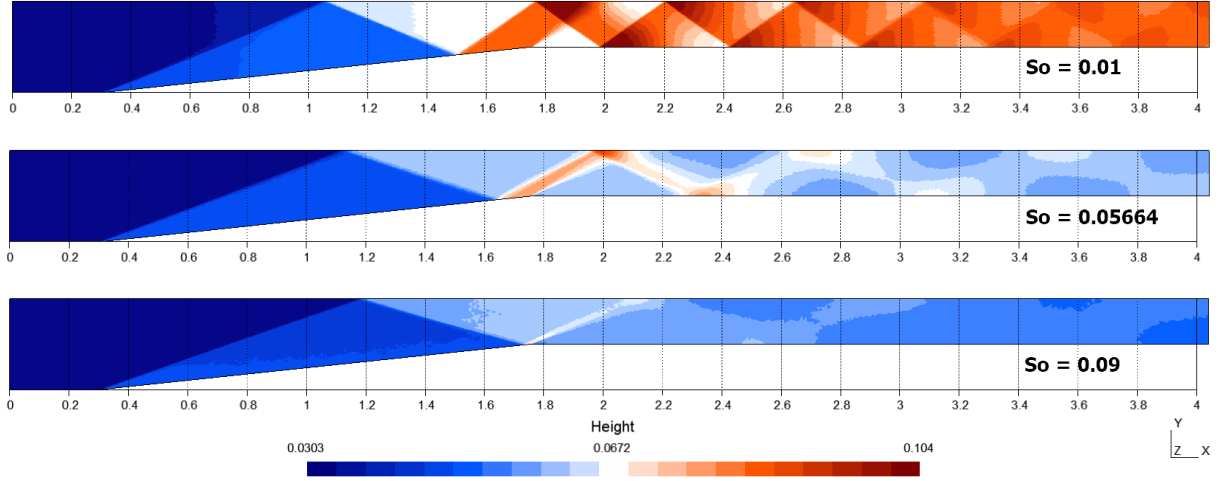 So = 0.01
0 0.2 0.4 0.6 0.8 1 1.2 1.4 1.6 1.8 2 2.2 2.4 2.6 2.8 3 3.2 3.4 3.6 3.8 4
So = 0.05664
0 0.2 0.4 0.6 0.8 1 1.2 1.4 1.6 1.8 2 2.2 2.4 2.6 2.8 3 3.2 3.4 3.6 3.8 4
So = 0.09
0 0.2 0.4 0.6 0.8 1 1.2 1.4 1.6 1.8 2 2.2 2.4 2.6 2.8 3 3.2 3.4 3.6 3.8 4
Height
0.0303 0.0672 0.104
Y
Z X